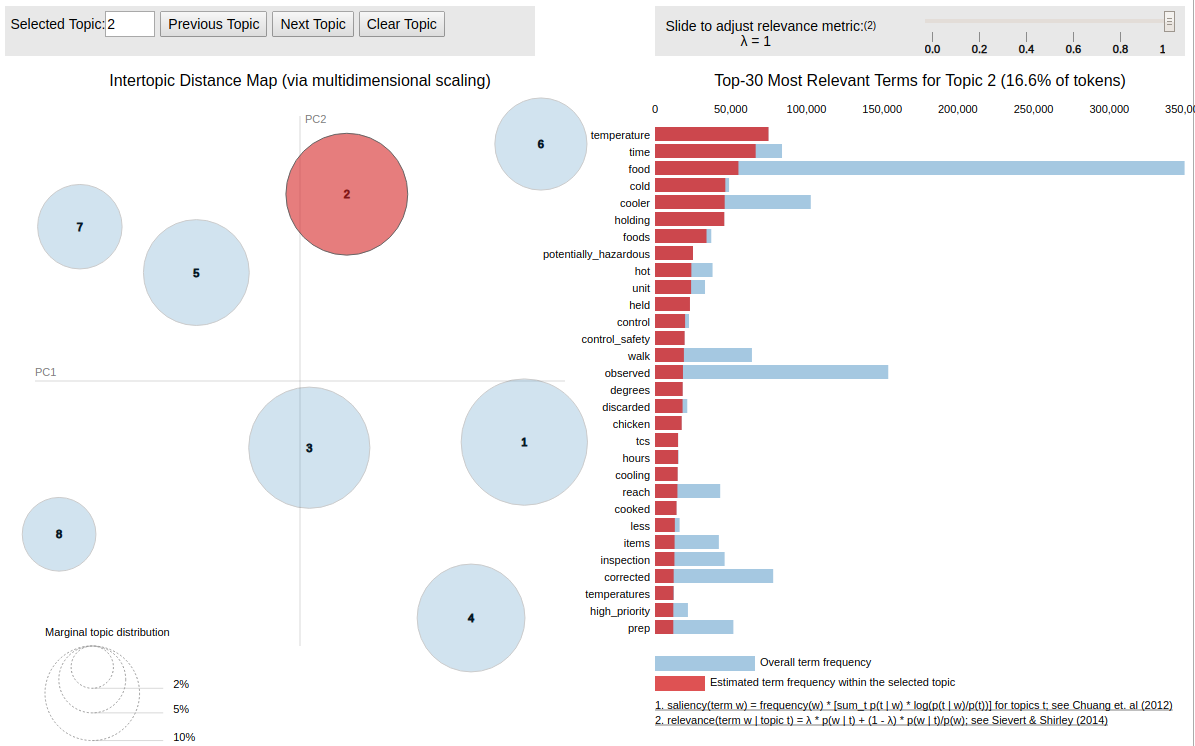 Selected Topic: 2 Previous Topic Next Topic Clear Topic
Slide to adjust relevance metric:(2)
λ = 1
0.0 0.2 0.4 0.6 0.8 1
Intertopic Distance Map (via multidimensional scaling)
PC2
PC1
6
2
7
5
3
1
8
4
Marginal topic distribution
2%
5%
10%
Top-30 Most Relevant Terms for Topic 2 (16.6% of tokens)
0 50,000 100,000 150,000 200,000 250,000 300,000 350,00
temperature
time
food
cold
cooler
holding
foods
potentially_hazardous
hot
unit
held
control
control_safety
walk
observed
degrees
discarded
chicken
tcs
hours
cooling
reach
cooked
less
items
inspection
corrected
temperatures
high_priority
prep
Overall term frequency
Estimated term frequency within the selected topic
1. saliency(term w) = frequency(w) * [sum_t p(t | w) * log(p(t | w)/p(t))] for topics t; see Chuang et. al (2012)
2. relevance(term w | topic t) = λ * p(w | t) + (1 - λ) * p(w | t)/p(w); see Sievert & Shirley (2014)